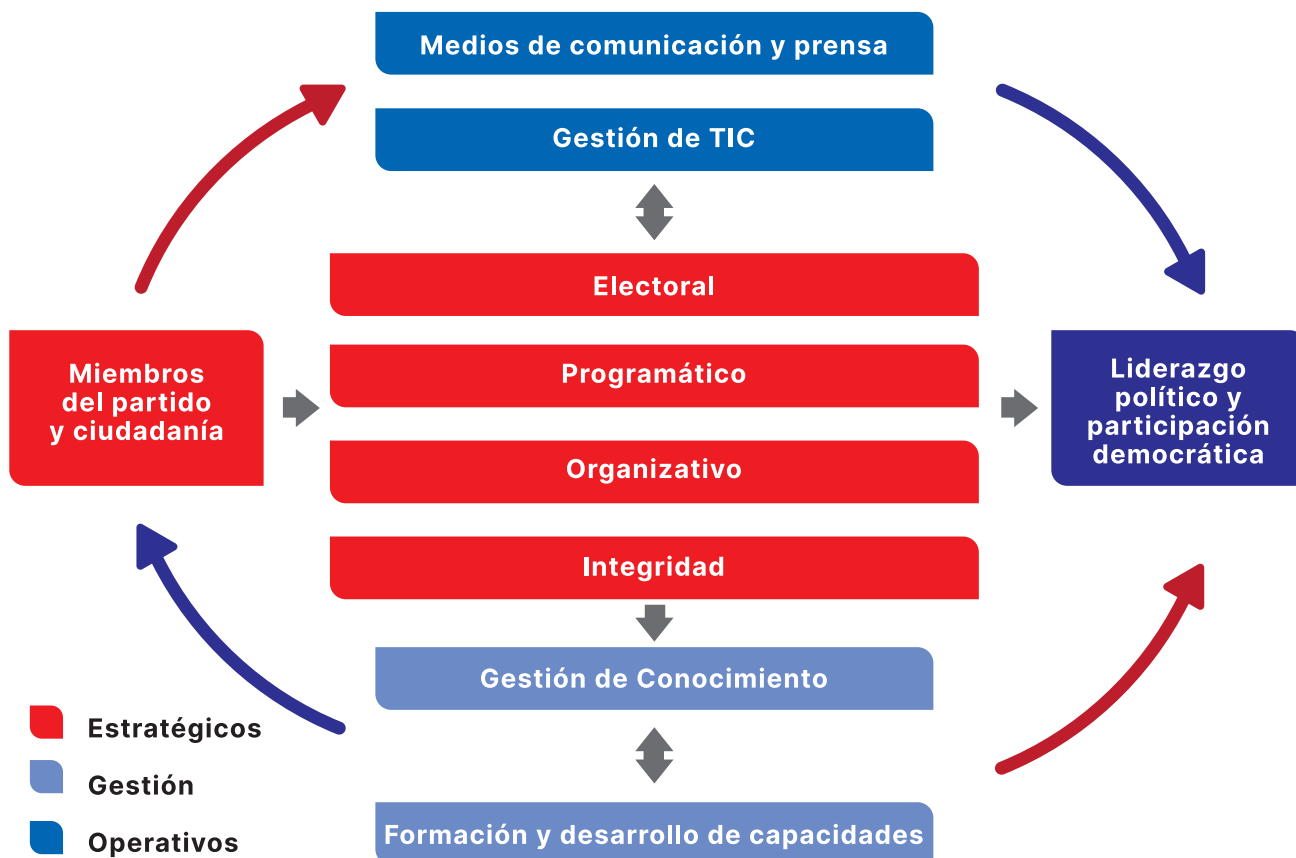 Medios de comunicación y prensa
Gestión de TIC
Electoral
Programático
Organizativo
Integridad
Miembros
del partido
y ciudadanía
Liderazgo
político y
participación
democrática
Gestión de Conocimiento
Formación y desarrollo de capacidades
Estratégicos
Gestión
Operativos